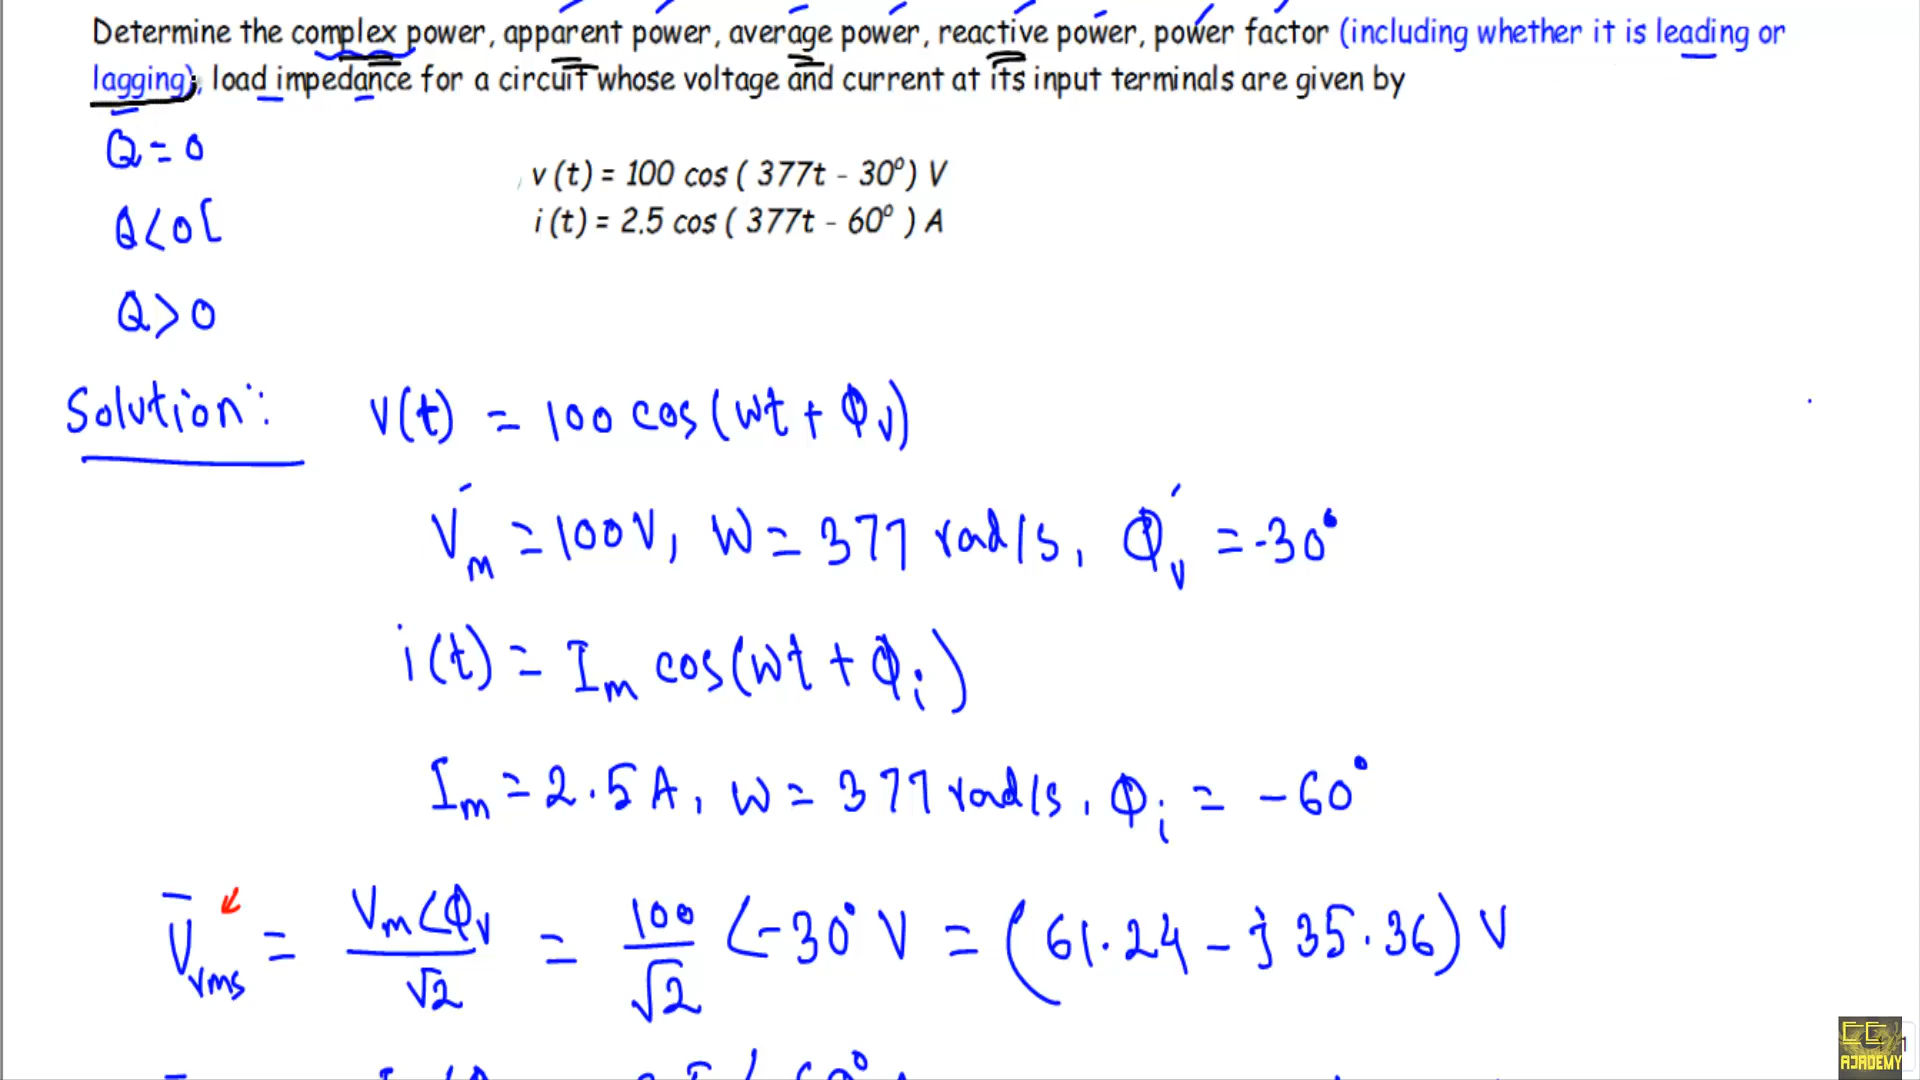 Determine the complex power, apparent power, average power, reactive power, power factor (including whether it is leading or
lagging), load impedance for a circuit whose voltage and current at its input terminals are given by
Q = 0
v (t) = 100 cos ( 377t - 30°) V
Q < 0 [
i (t) = 2.5 cos ( 377t - 60° ) A
Q > 0
Solution: v(t) = 100 cos (wt + Φv)
Vm = 100V, W = 377 rad/s, Φv = -30°
i(t) = Im cos(wt + Φi)
Im = 2.5 A, W = 377 rad/s, Φi = -60°
V̅rms = Vm<Φv / √2 = 100/√2 <-30° V = (61.24 - j 35.36) V
EE
AJADEMY